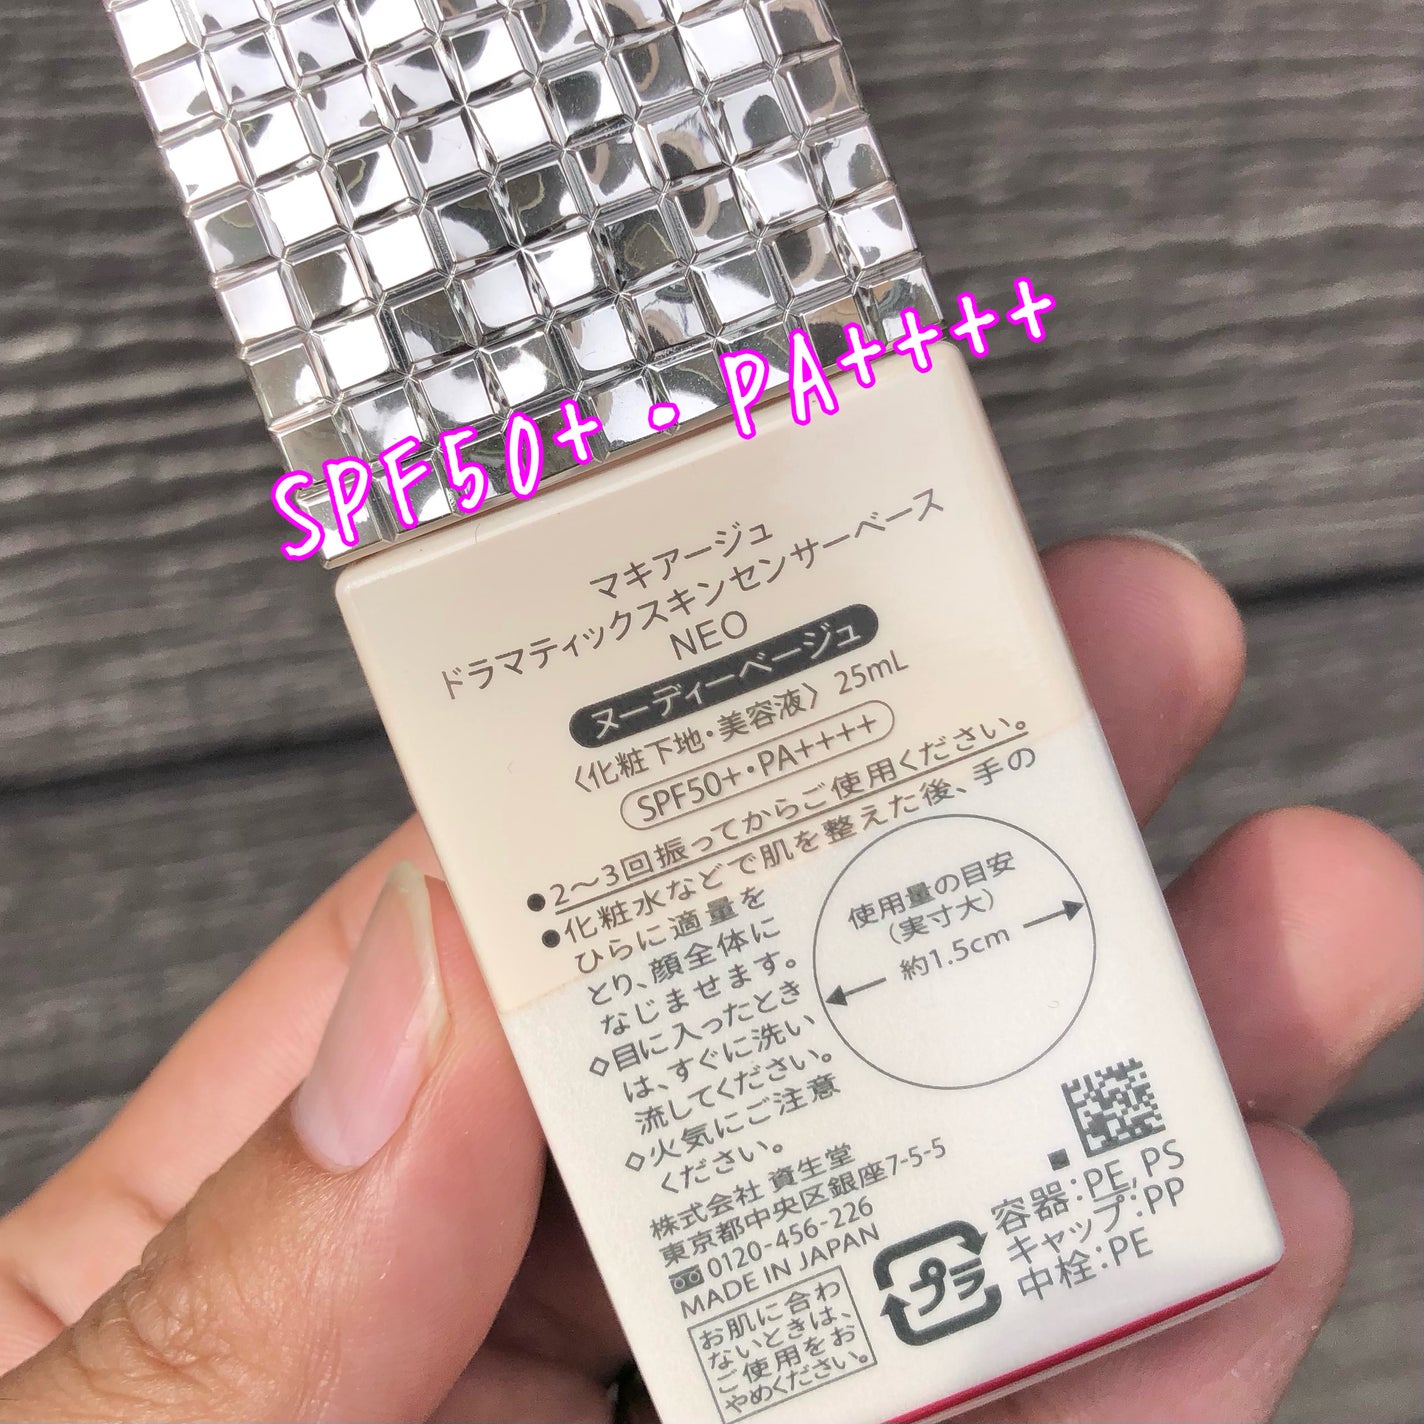 SPF50+・PA++++
マキアージュ
ドラマティックスキンセンサーベース
NEO
ヌーディーベージュ
〈化粧下地・美容液〉 25mL
SPF50+・PA++++
●2～3回振ってからご使用ください。
●化粧水などで肌を整えた後、手の
ひらに適量を
とり、顔全体に
なじませます。
◇目に入ったとき
は、すぐに洗い
流してください。
◇火気にご注意
ください。
使用量の目安
(実寸大)
約1.5cm
株式会社 資生堂
東京都中央区銀座7-5-5
0120-456-226
MADE IN JAPAN
お肌に合わ
ないときは、
ご使用をお
やめください。
プラ
容器:PE, PS
キャップ:PP
中栓:PE